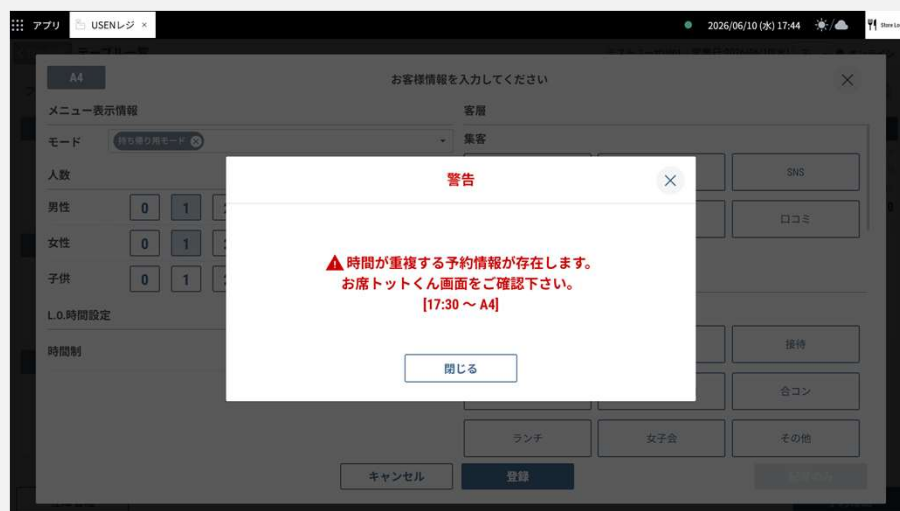 アプリ
USENレジ ×
2026/06/10 (水) 17:44
テーブル一覧
A4
お客様情報を入力してください
メニュー表示情報
客層
モード
持ち帰り用モード
集客
人数
SNS
男性
0
1
口コミ
女性
0
1
子供
0
1
L.O.時間設定
時間制
接待
合コン
ランチ
女子会
その他
キャンセル
登録
警告
時間が重複する予約情報が存在します。
お席トットくん画面をご確認下さい。
[17:30 ～ A4]
閉じる